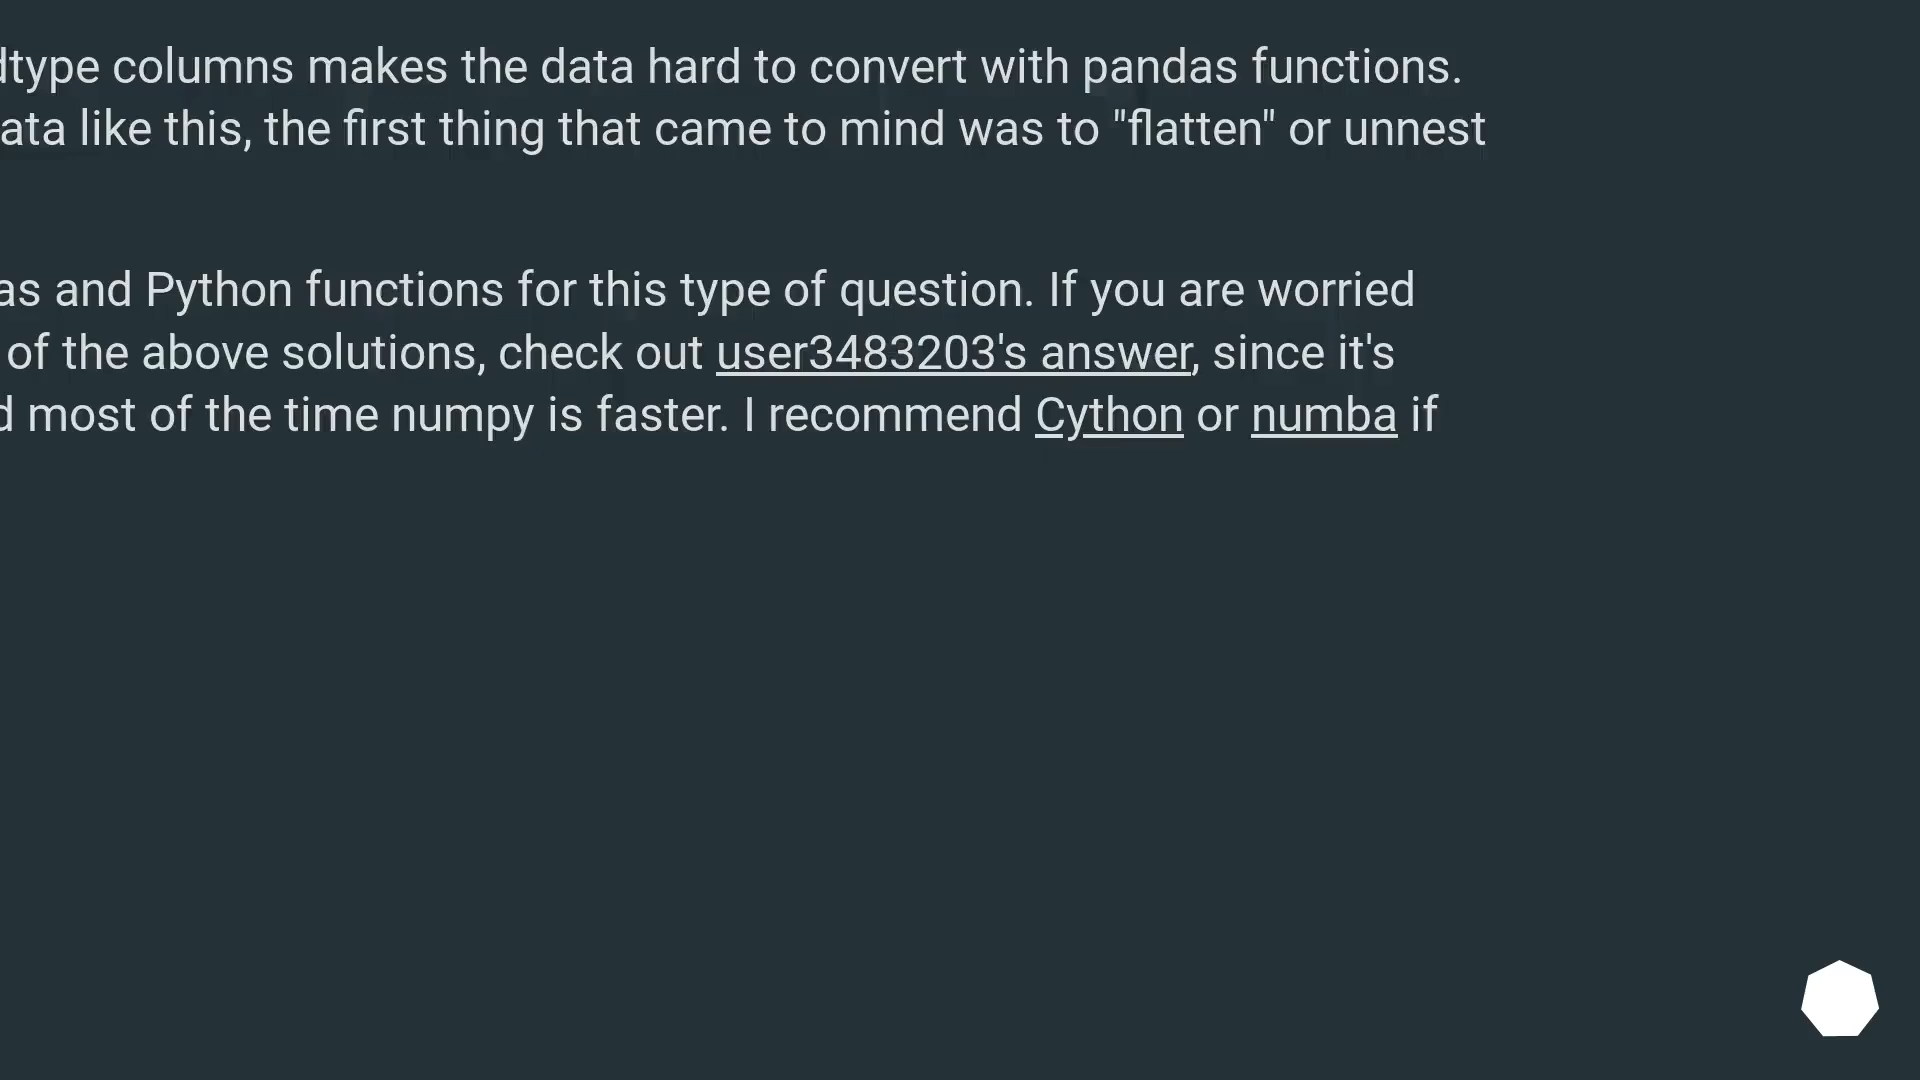 dtype columns makes the data hard to convert with pandas functions.
ata like this, the first thing that came to mind was to "flatten" or unnest
as and Python functions for this type of question. If you are worried
of the above solutions, check out user3483203's answer, since it's
d most of the time numpy is faster. I recommend Cython or numba if